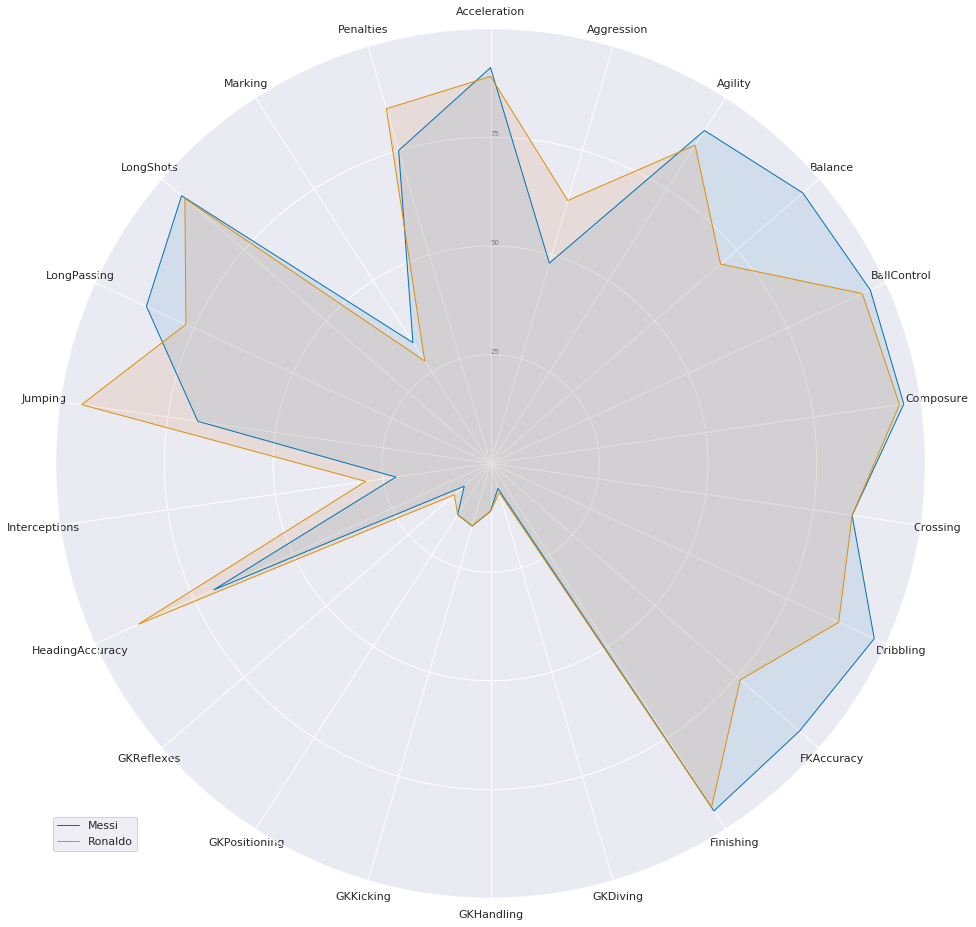 Acceleration
Penalties
Aggression
Marking
Agility
75
LongShots
Balance
50
LongPassing
BallControl
25
Jumping
Composure
Interceptions
Crossing
HeadingAccuracy
Dribbling
GKReflexes
FKAccuracy
Messi
Ronaldo
GKPositioning
Finishing
GKKicking
GKDiving
GKHandling